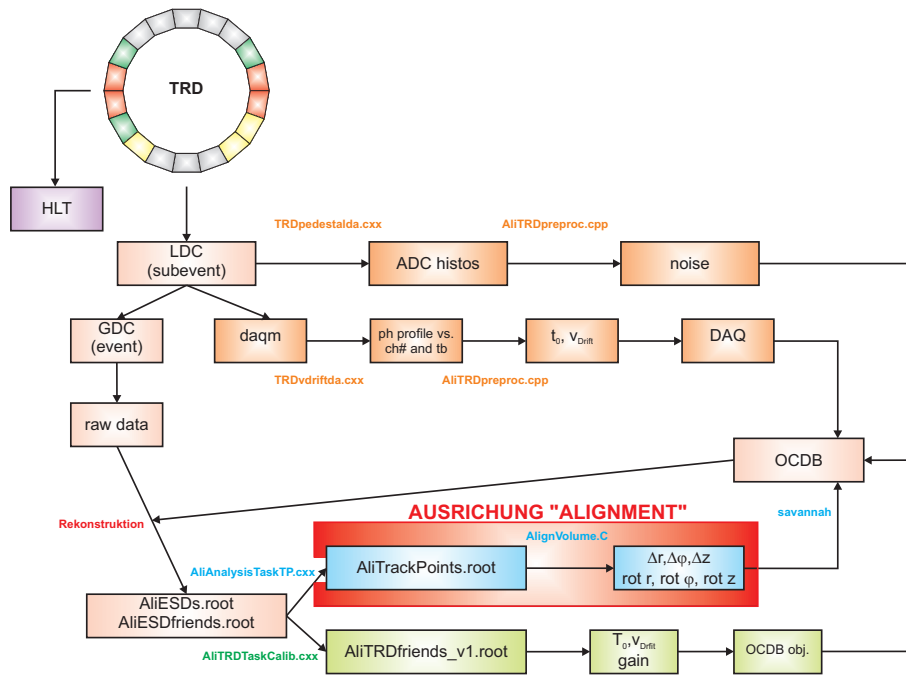 TRD
HLT
TRDpedestalda.cxx
AliTRDpreproc.cpp
LDC
(subevent)
ADC histos
noise
GDC
(event)
daqm
ph profile vs.
ch# and tb
t₀, v_Drift
DAQ
TRDvdriftda.cxx
AliTRDpreproc.cpp
raw data
OCDB
Rekonstruktion
AUSRICHUNG "ALIGNMENT"
savannah
AlignVolume.C
AliAnalysisTaskTP.cxx
AliTrackPoints.root
Δr,Δφ,Δz
rot r, rot φ, rot z
AliESDs.root
AliESDfriends.root
AliTRDTaskCalib.cxx
AliTRDfriends_v1.root
T₀,v_Drfit
gain
OCDB obj.